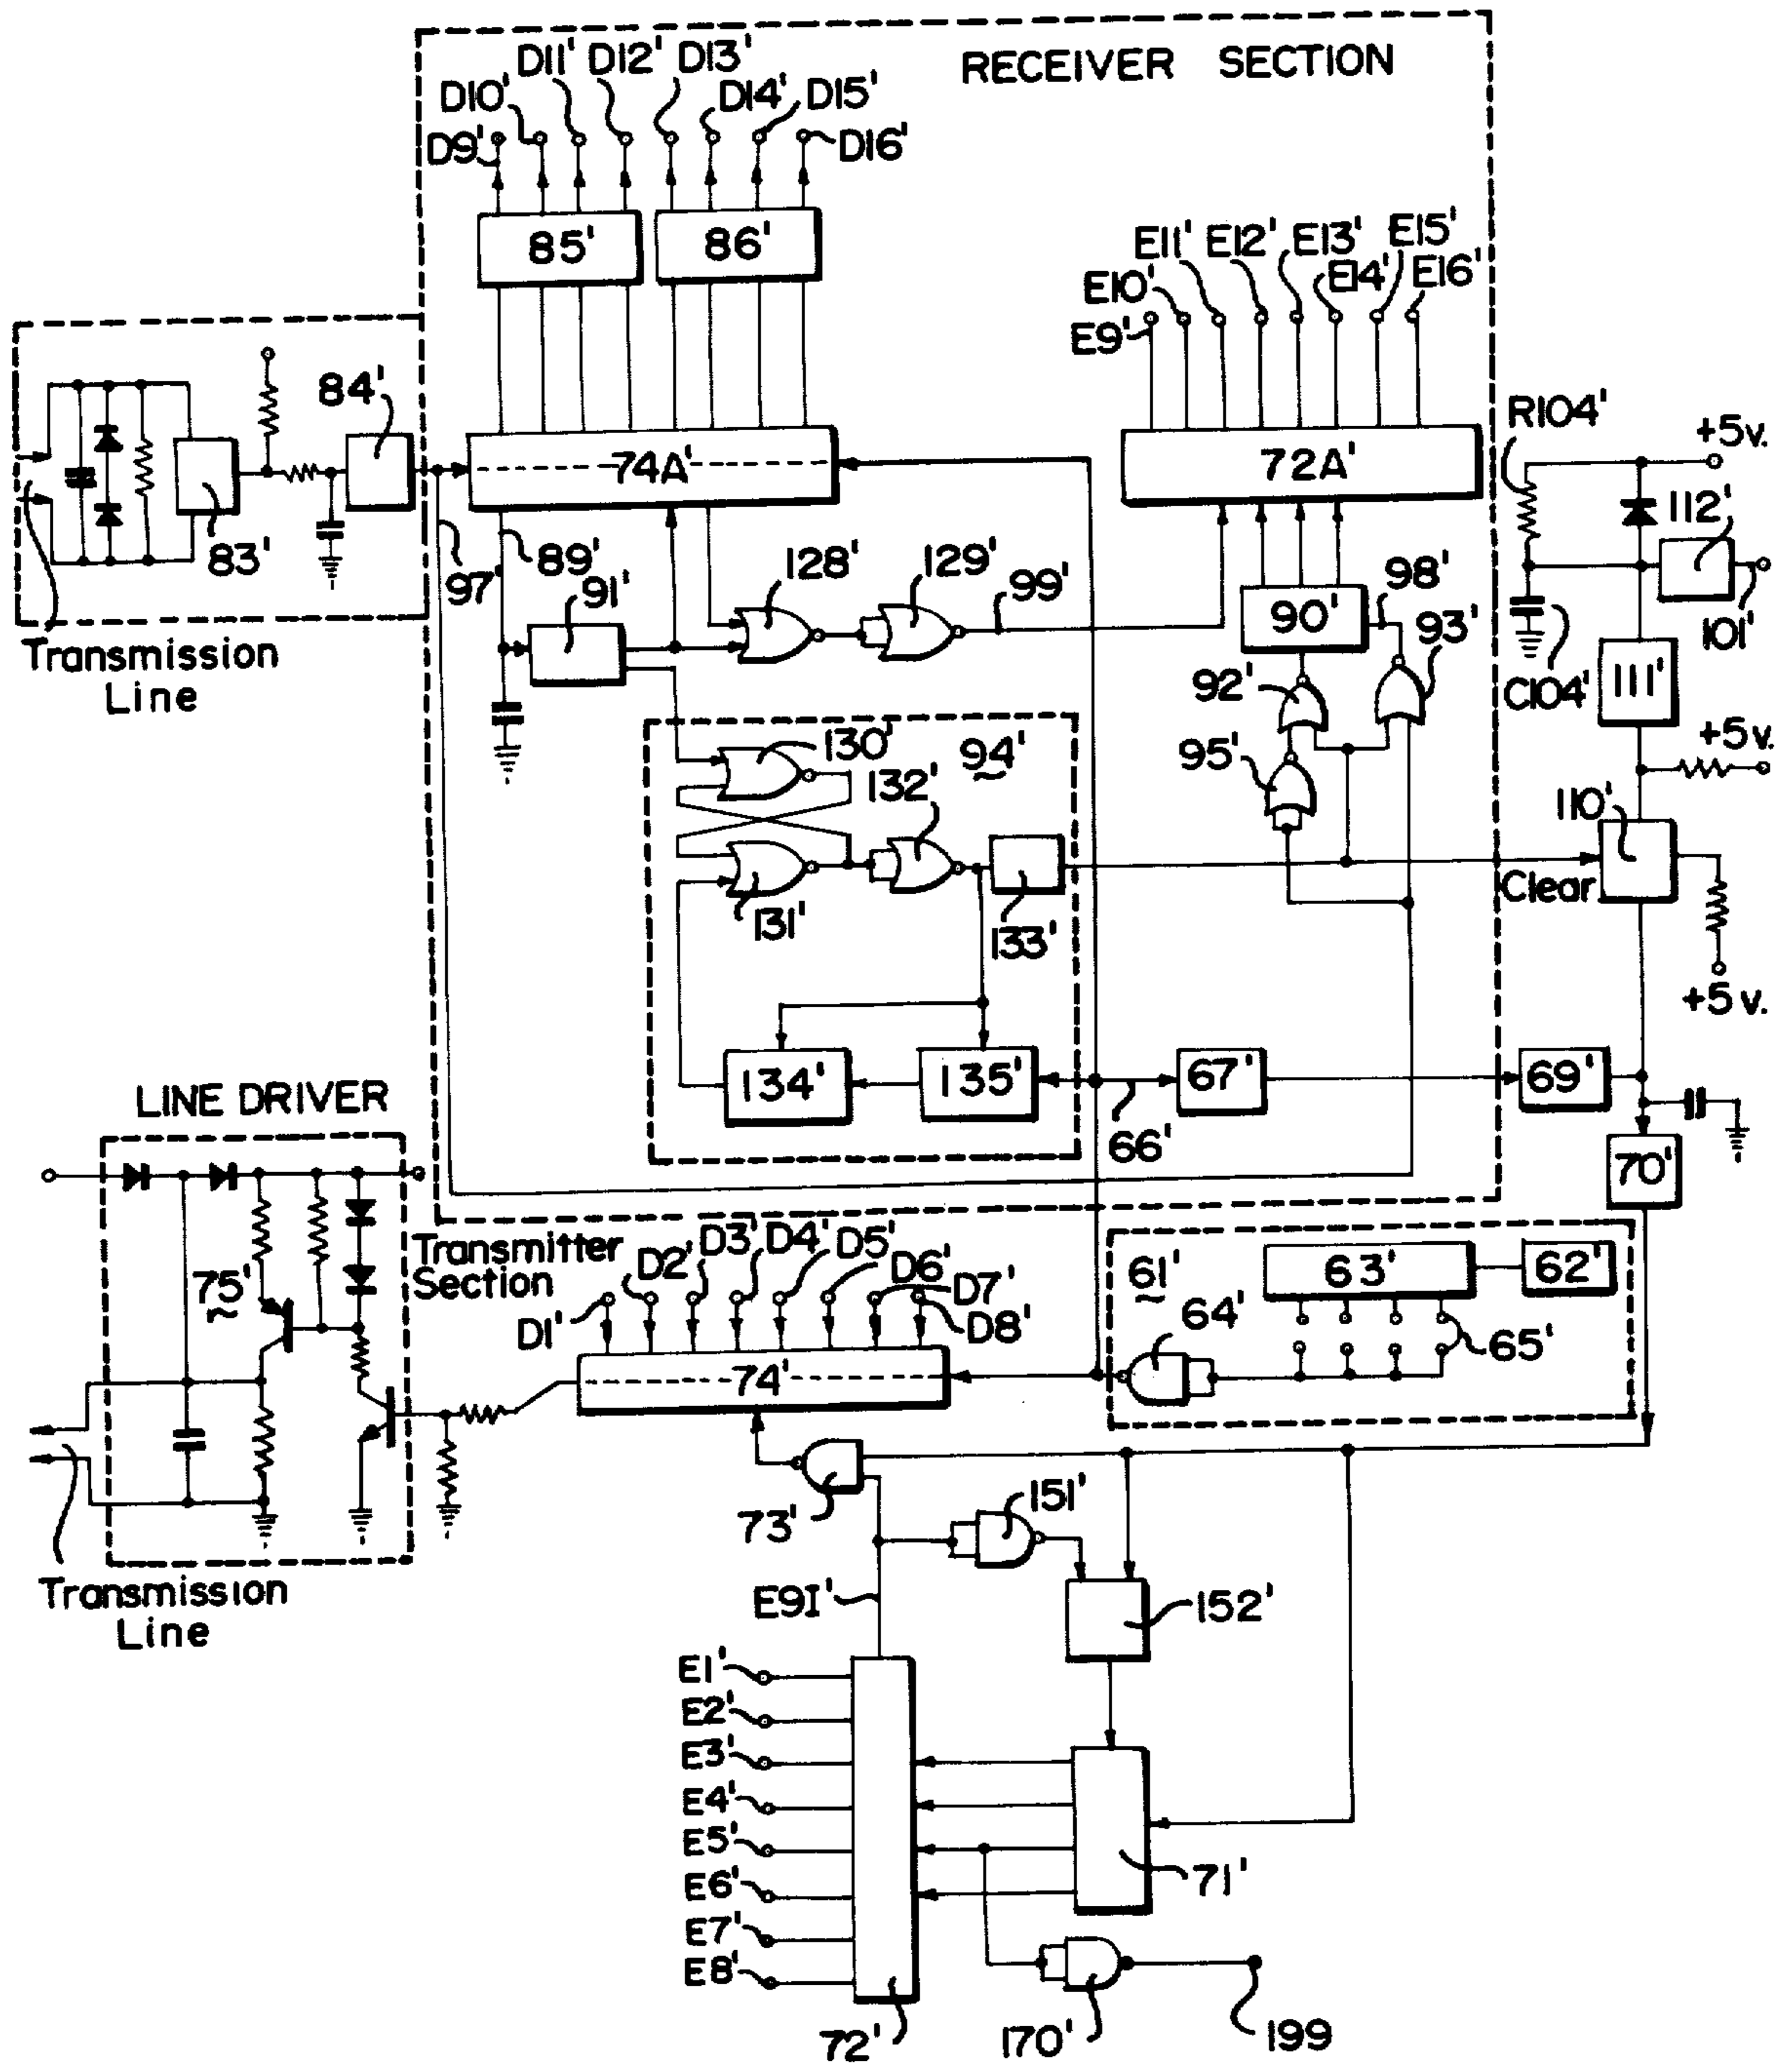 RECEIVER SECTION
D11' D12' D13'
D10' D14' D15'
D9' D16'
85' 86'
E11' E12' E13' E15'
E10' E14' E16'
E9'
84'
R104'
+5v.
74A' 72A'
112'
83'
97' 89' 91' 128' 129' 99' 90' 98' 93' 101'
Transmission
Line
92' C104' 111'
130' 94'
+5v.
95'
132'
110'
Clear
131' 133'
+5v.
134' 135' 67' 69'
66'
70'
LINE DRIVER
Transmitter
Section
75'
D1' D2' D3' D4' D5' D6' D7' D8'
61' 63' 62'
64' 65'
74'
73' 151'
Transmission
Line
E91'
152'
E1'
E2'
E3'
E4'
E5'
E6'
E7'
E8'
71'
72' 170' 199